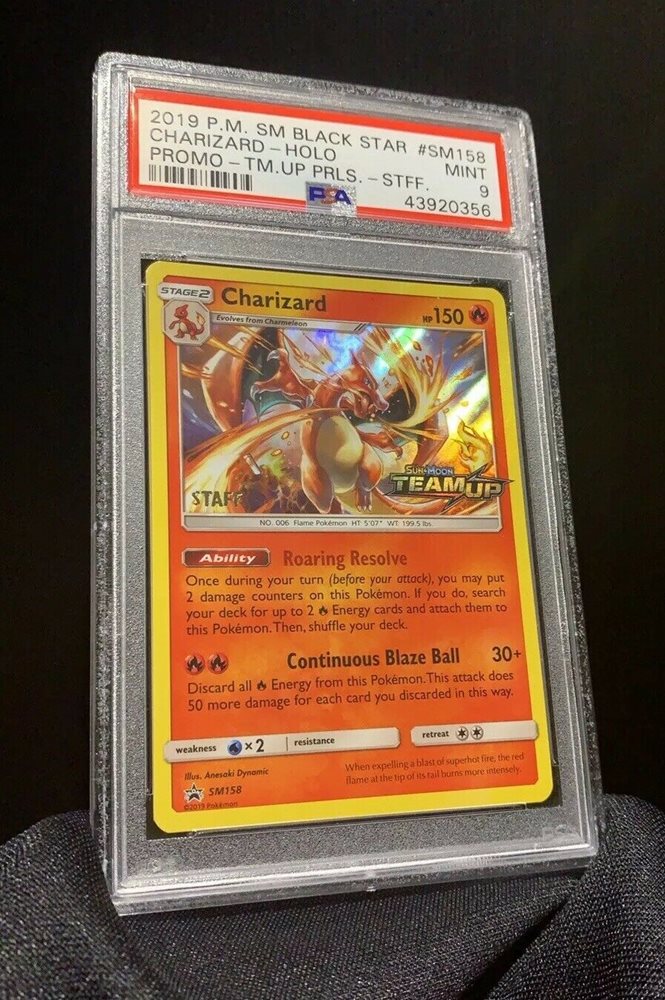 2019 P.M. SM BLACK STAR #SM158
CHARIZARD-HOLO MINT
PROMO-TM.UP PRLS.-STFF. 9
PSA 43920356
STAGE 2 Charizard HP 150
Evolves from Charmeleon
SUN & MOON
TEAM UP
STAFF
NO. 006 Flame Pokémon HT 5'07" WT 199.5 lbs.
Ability Roaring Resolve
Once during your turn (before your attack), you may put
2 damage counters on this Pokémon. If you do, search
your deck for up to 2 Energy cards and attach them to
this Pokémon. Then, shuffle your deck.
Continuous Blaze Ball 30+
Discard all Energy from this Pokémon. This attack does
50 more damage for each card you discarded in this way.
weakness ×2 resistance retreat
Illus. Anesaki Dynamic
SM158
©2019 Pokémon
When expelling a blast of superhot fire, the red
flame at the tip of its tail burns more intensely.